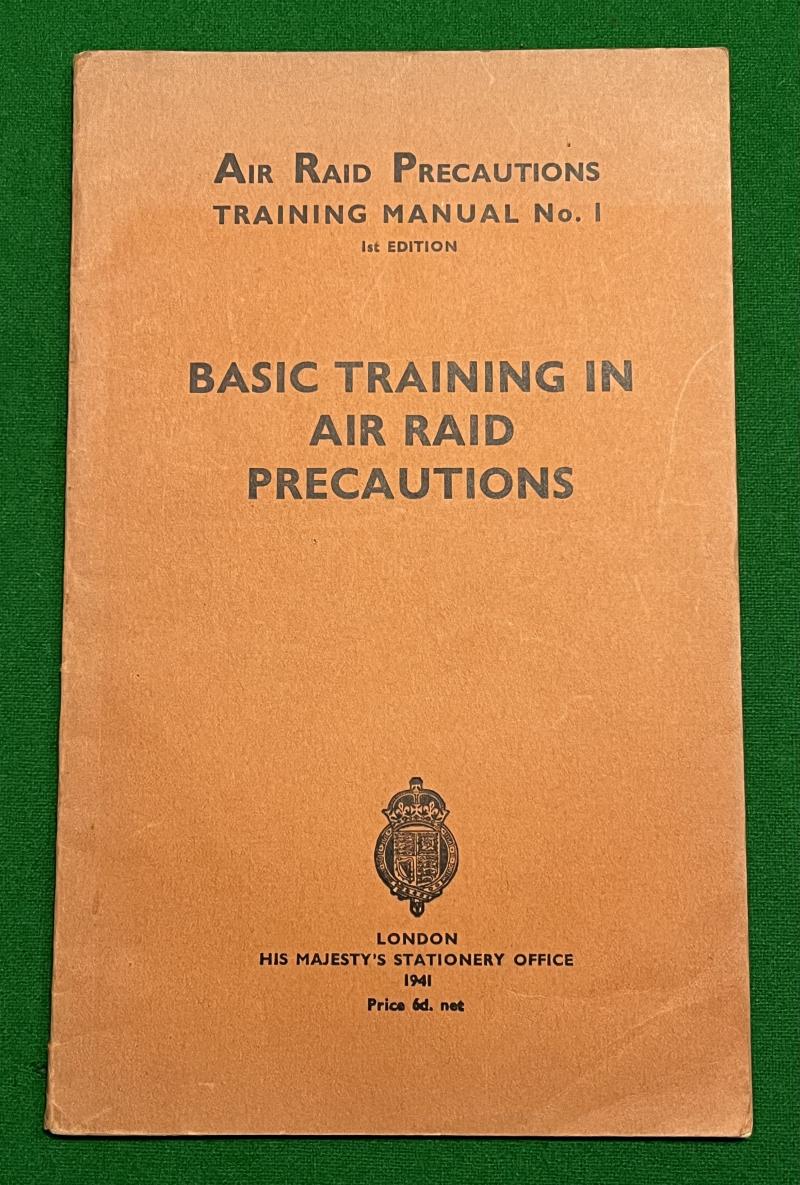 AIR RAID PRECAUTIONS
TRAINING MANUAL No. 1
1st EDITION
BASIC TRAINING IN
AIR RAID
PRECAUTIONS
LONDON
HIS MAJESTY'S STATIONERY OFFICE
1941
Price 6d. net